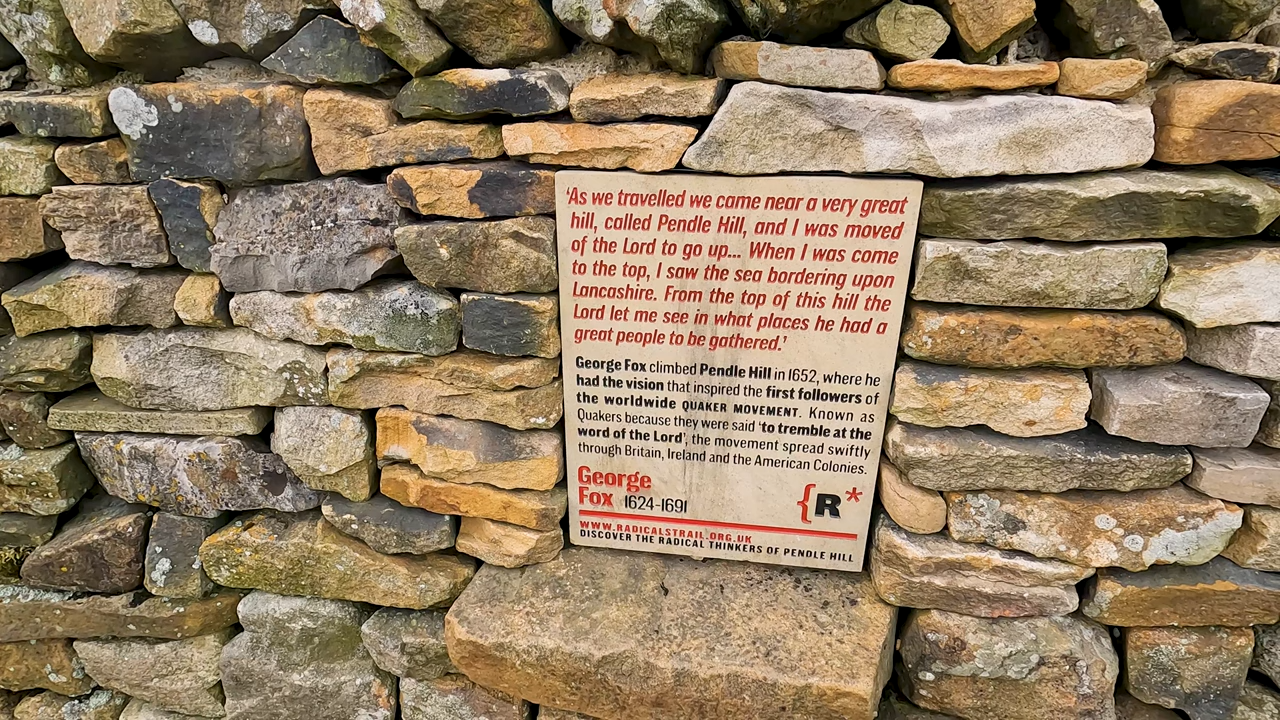 ‘As we travelled we came near a very great
hill, called Pendle Hill, and I was moved
of the Lord to go up... When I was come
to the top, I saw the sea bordering upon
Lancashire. From the top of this hill the
Lord let me see in what places he had a
great people to be gathered.’
George Fox climbed Pendle Hill in 1652, where he
had the vision that inspired the first followers of
the worldwide QUAKER MOVEMENT. Known as
Quakers because they were said ‘to tremble at the
word of the Lord’, the movement spread swiftly
through Britain, Ireland and the American Colonies.
George
Fox 1624-1691
{R*
WWW.RADICALSTRAIL.ORG.UK
DISCOVER THE RADICAL THINKERS OF PENDLE HILL